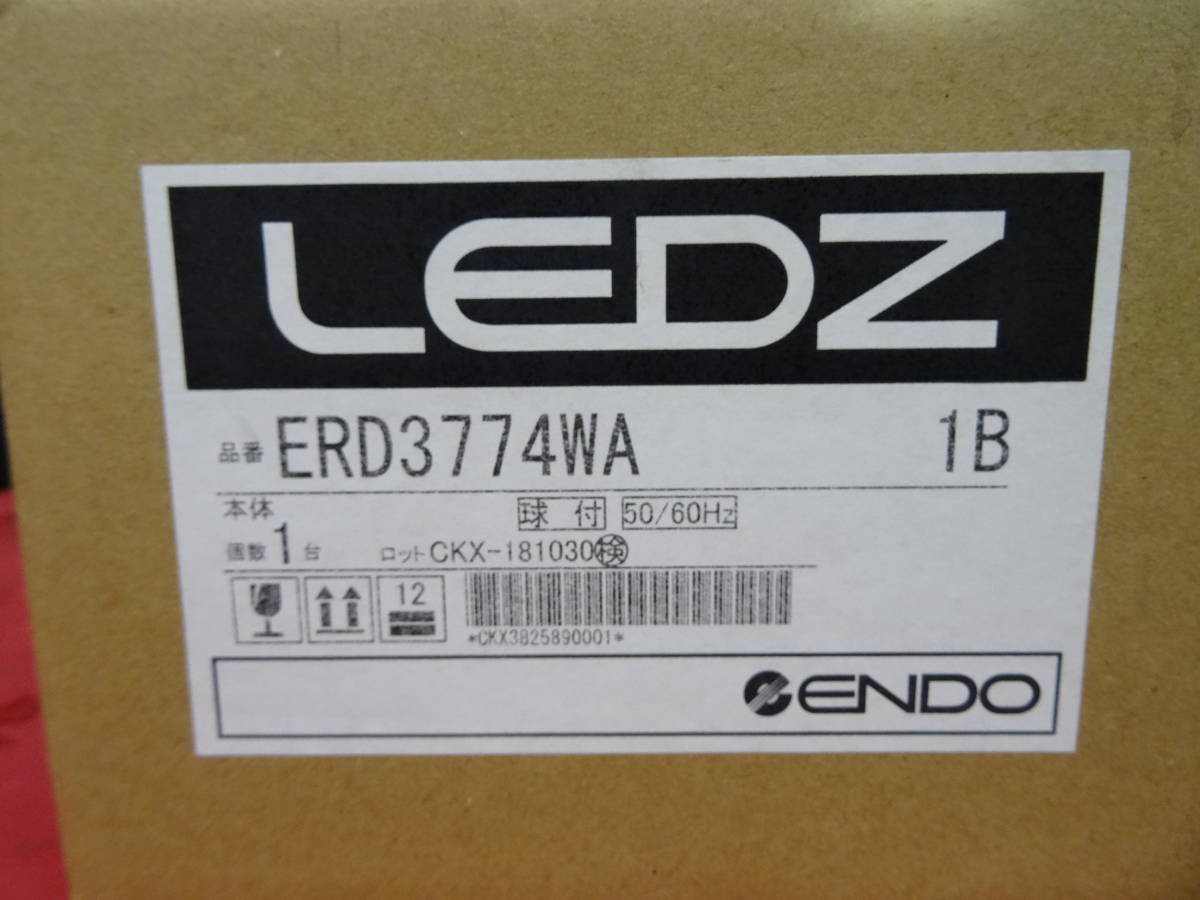 LEDZ
品番 ERD3774WA 1B
本体 球付 50/60Hz
個数 1 台 ロット CKX-181030 検
12
*CKX3825890001*
ENDO